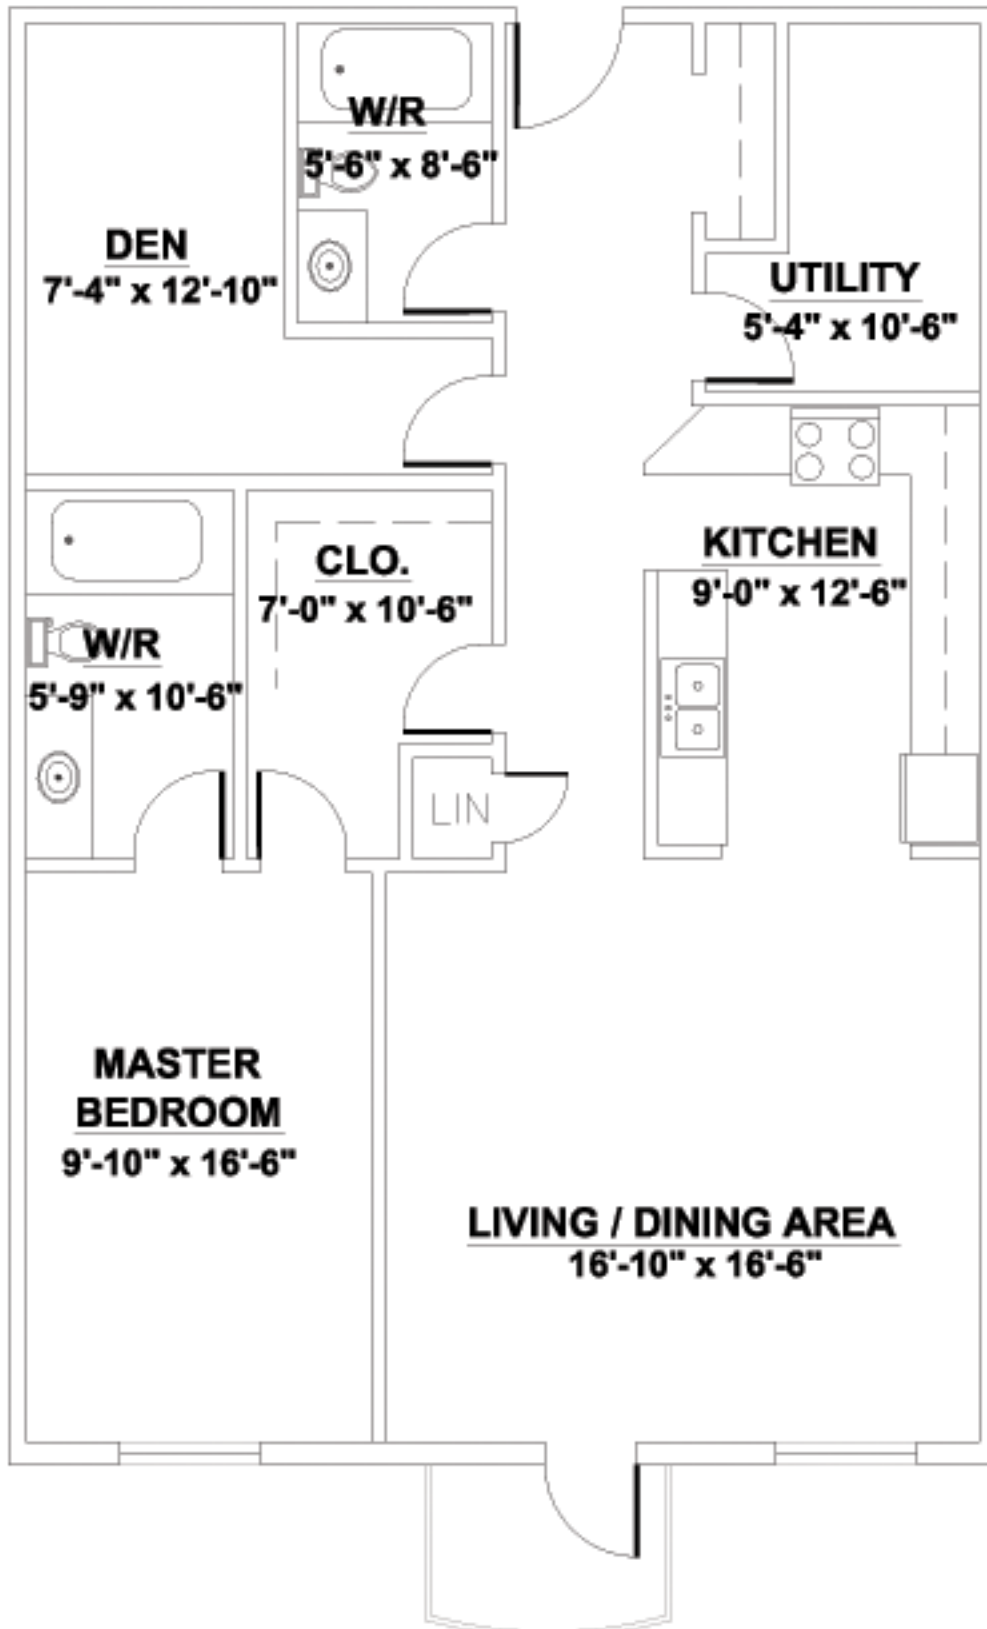 W/R
5'-6" x 8'-6"
DEN
7'-4" x 12'-10"
UTILITY
5'-4" x 10'-6"
KITCHEN
9'-0" x 12'-6"
CLO.
7'-0" x 10'-6"
W/R
5'-9" x 10'-6"
LIN
MASTER
BEDROOM
9'-10" x 16'-6"
LIVING / DINING AREA
16'-10" x 16'-6"